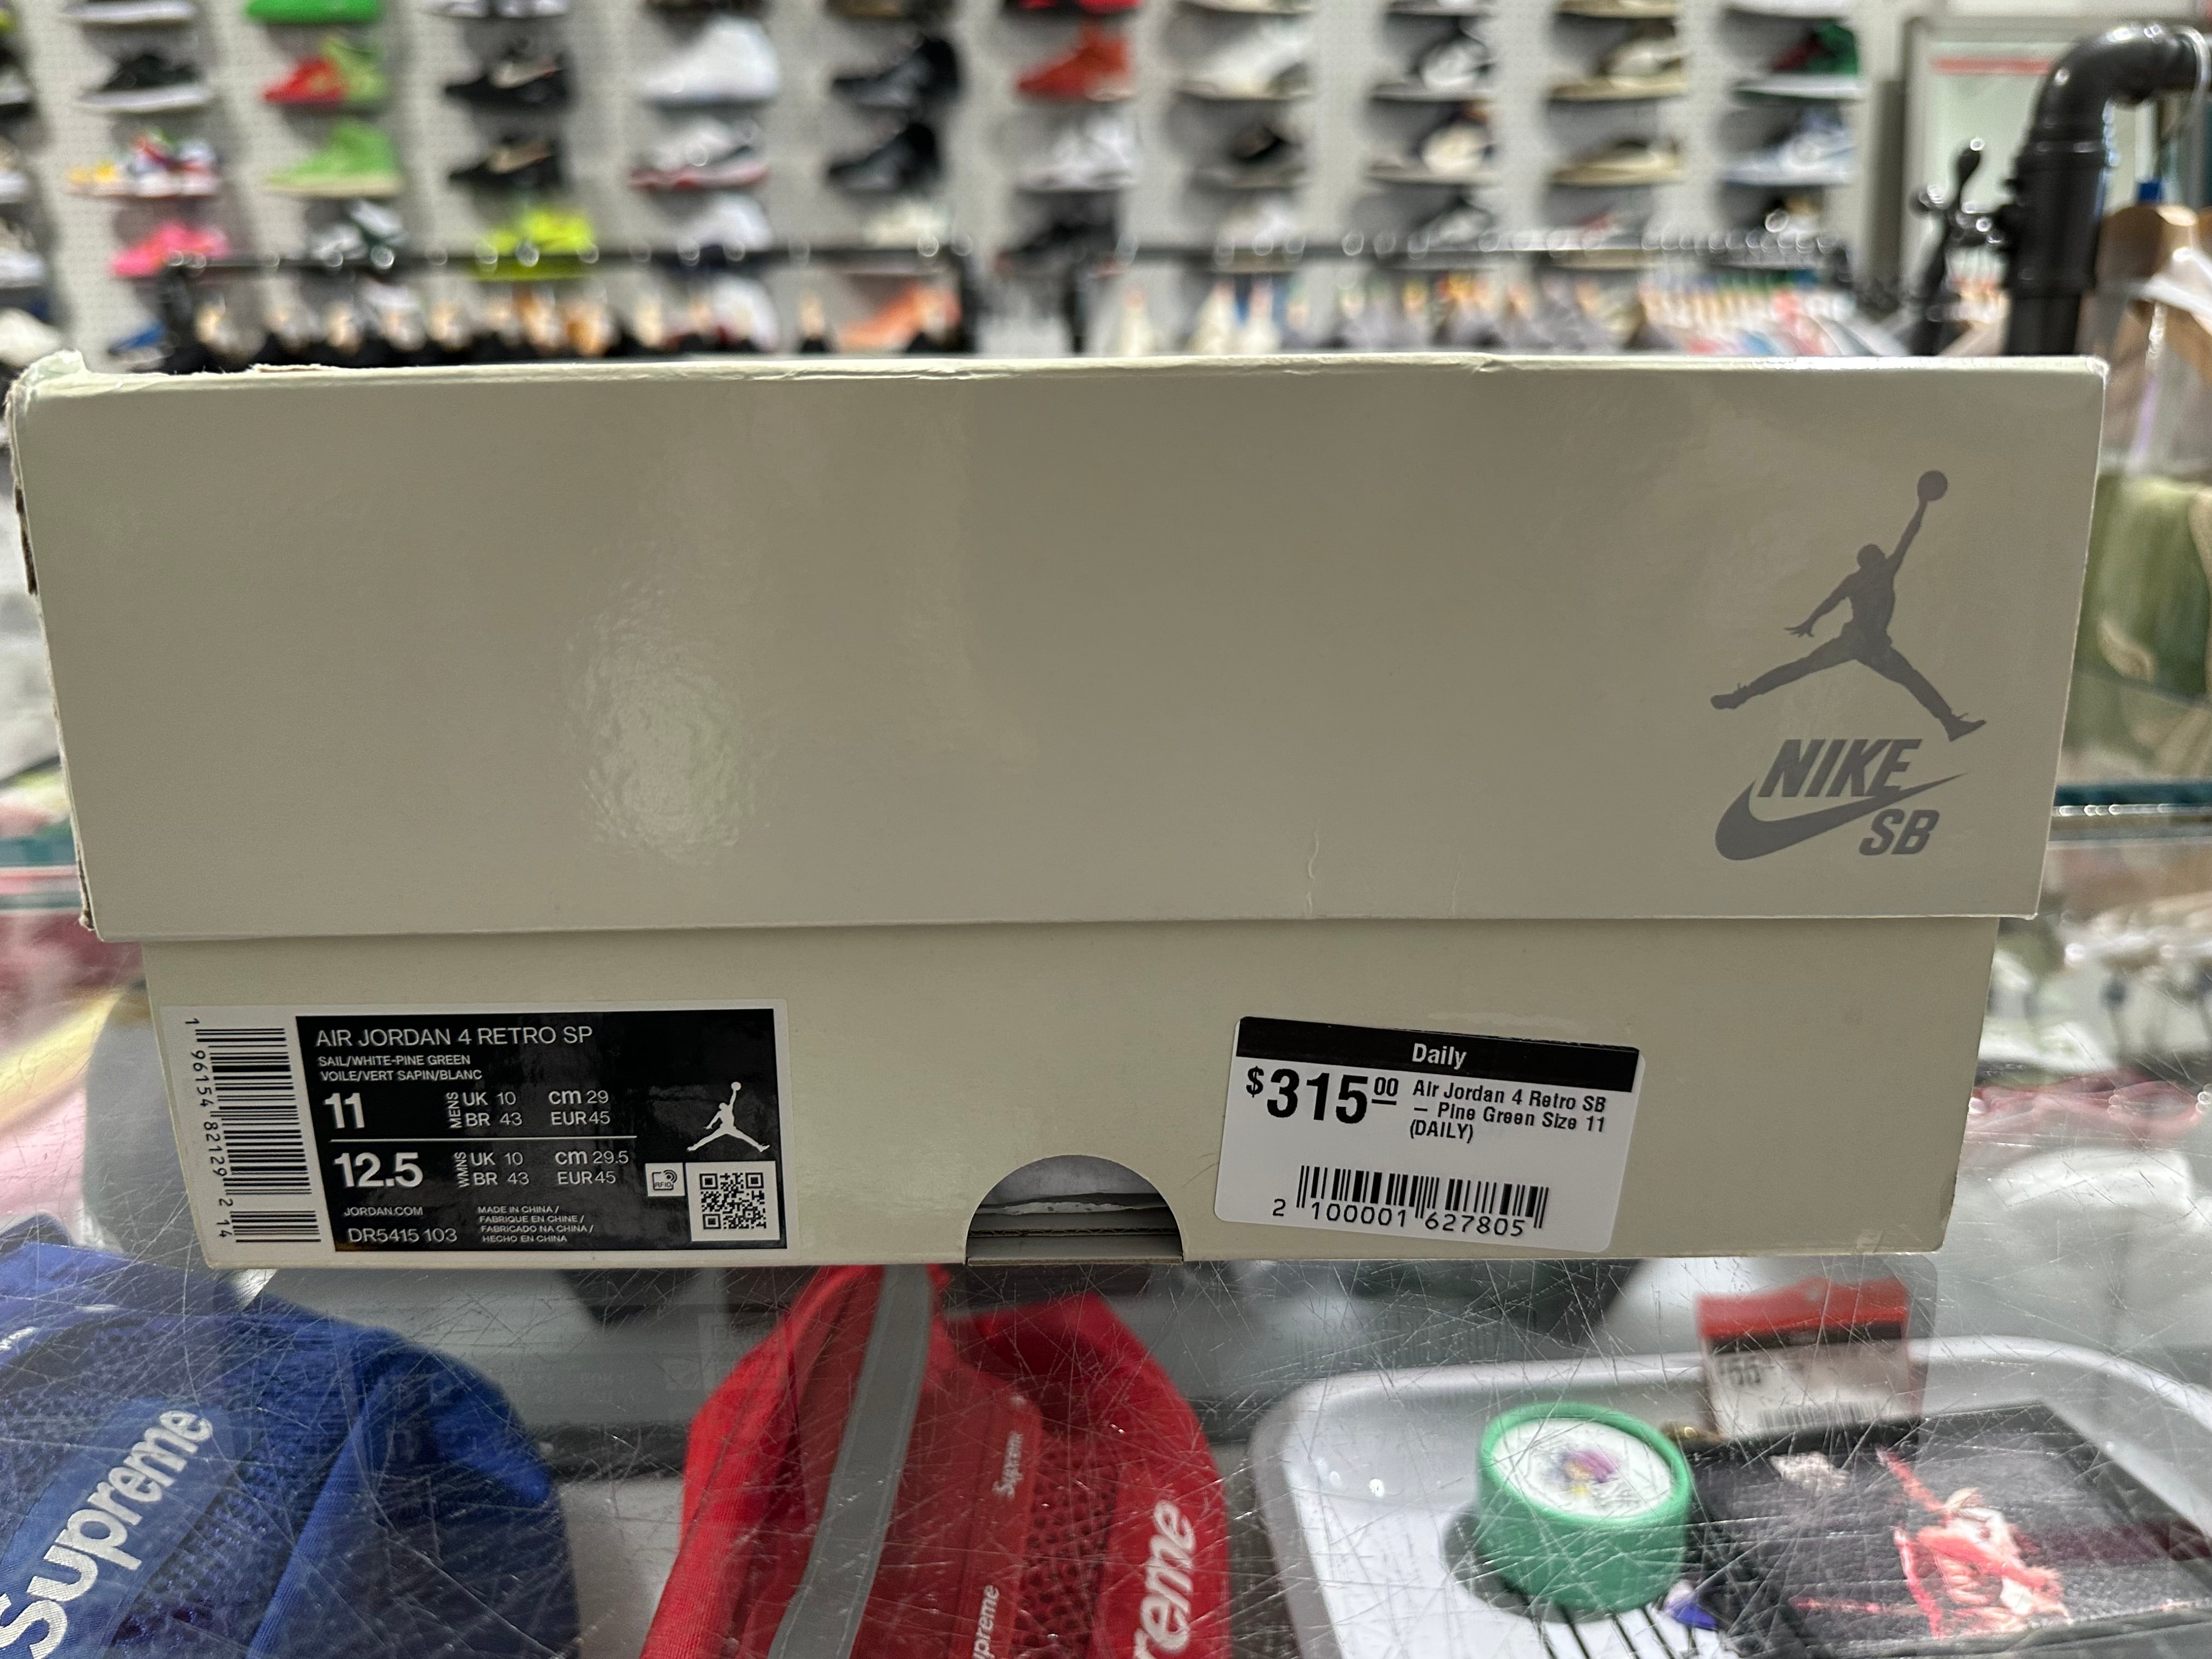 NIKE
SB
AIR JORDAN 4 RETRO SP
SAIL/WHITE-PINE GREEN
VOILE/VERT SAPIN/BLANC
11 MENS UK 10 cm 29
BR 43 EUR 45
12.5 WMNS UK 10 cm 29.5
BR 43 EUR 45
RFID
JORDAN.COM
MADE IN CHINA /
FABRIQUE EN CHINE /
FABRICADO NA CHINA /
HECHO EN CHINA
DR5415 103
1 96154 82129 2 14
Daily
$315.00 Air Jordan 4 Retro SB
– Pine Green Size 11
(DAILY)
2 100001 627805
Supreme
Supreme
preme
reme